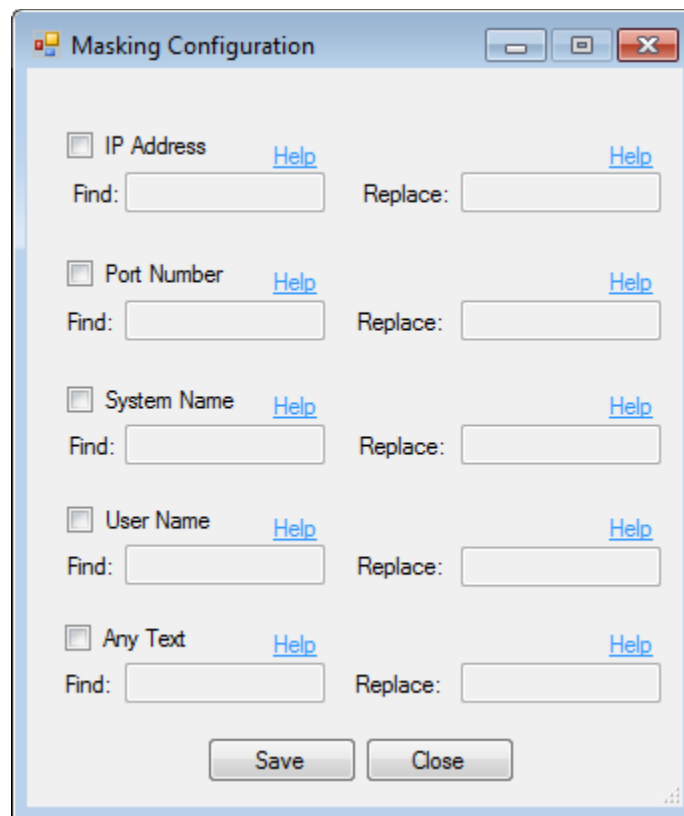 Masking Configuration
IP Address Help Help
Find: Replace:
Port Number Help Help
Find: Replace:
System Name Help Help
Find: Replace:
User Name Help Help
Find: Replace:
Any Text Help Help
Find: Replace:
Save Close